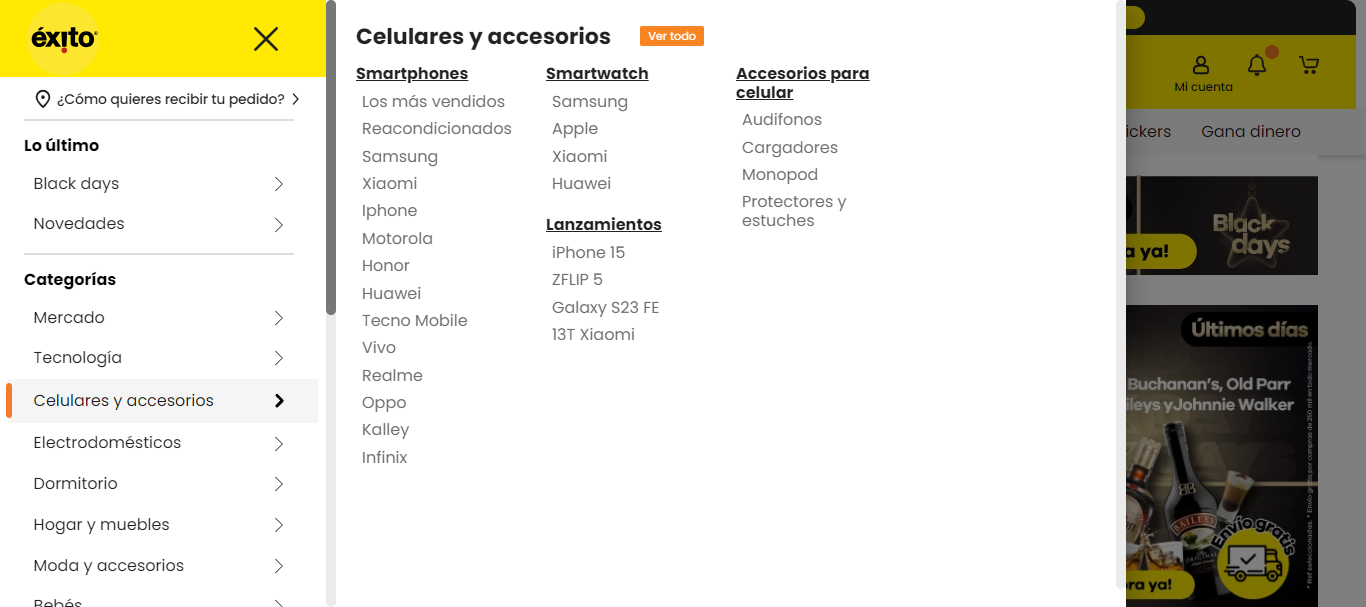 éxito
¿Cómo quieres recibir tu pedido?
Lo último
Black days
Novedades
Categorías
Mercado
Tecnología
Celulares y accesorios
Electrodomésticos
Dormitorio
Hogar y muebles
Moda y accesorios
Bebés
Celulares y accesorios
Ver todo
Smartphones
Los más vendidos
Reacondicionados
Samsung
Xiaomi
Iphone
Motorola
Honor
Huawei
Tecno Mobile
Vivo
Realme
Oppo
Kalley
Infinix
Smartwatch
Samsung
Apple
Xiaomi
Huawei
Lanzamientos
iPhone 15
ZFLIP 5
Galaxy S23 FE
13T Xiaomi
Accesorios para
celular
Audifonos
Cargadores
Monopod
Protectores y
estuches
Mi cuenta
ickers
Gana dinero
a ya!
Black
days
Últimos días
Buchanan's, Old Parr
ileys y Johnnie Walker
BAILEYS
ORIGINAL
Envío gratis
ra ya!